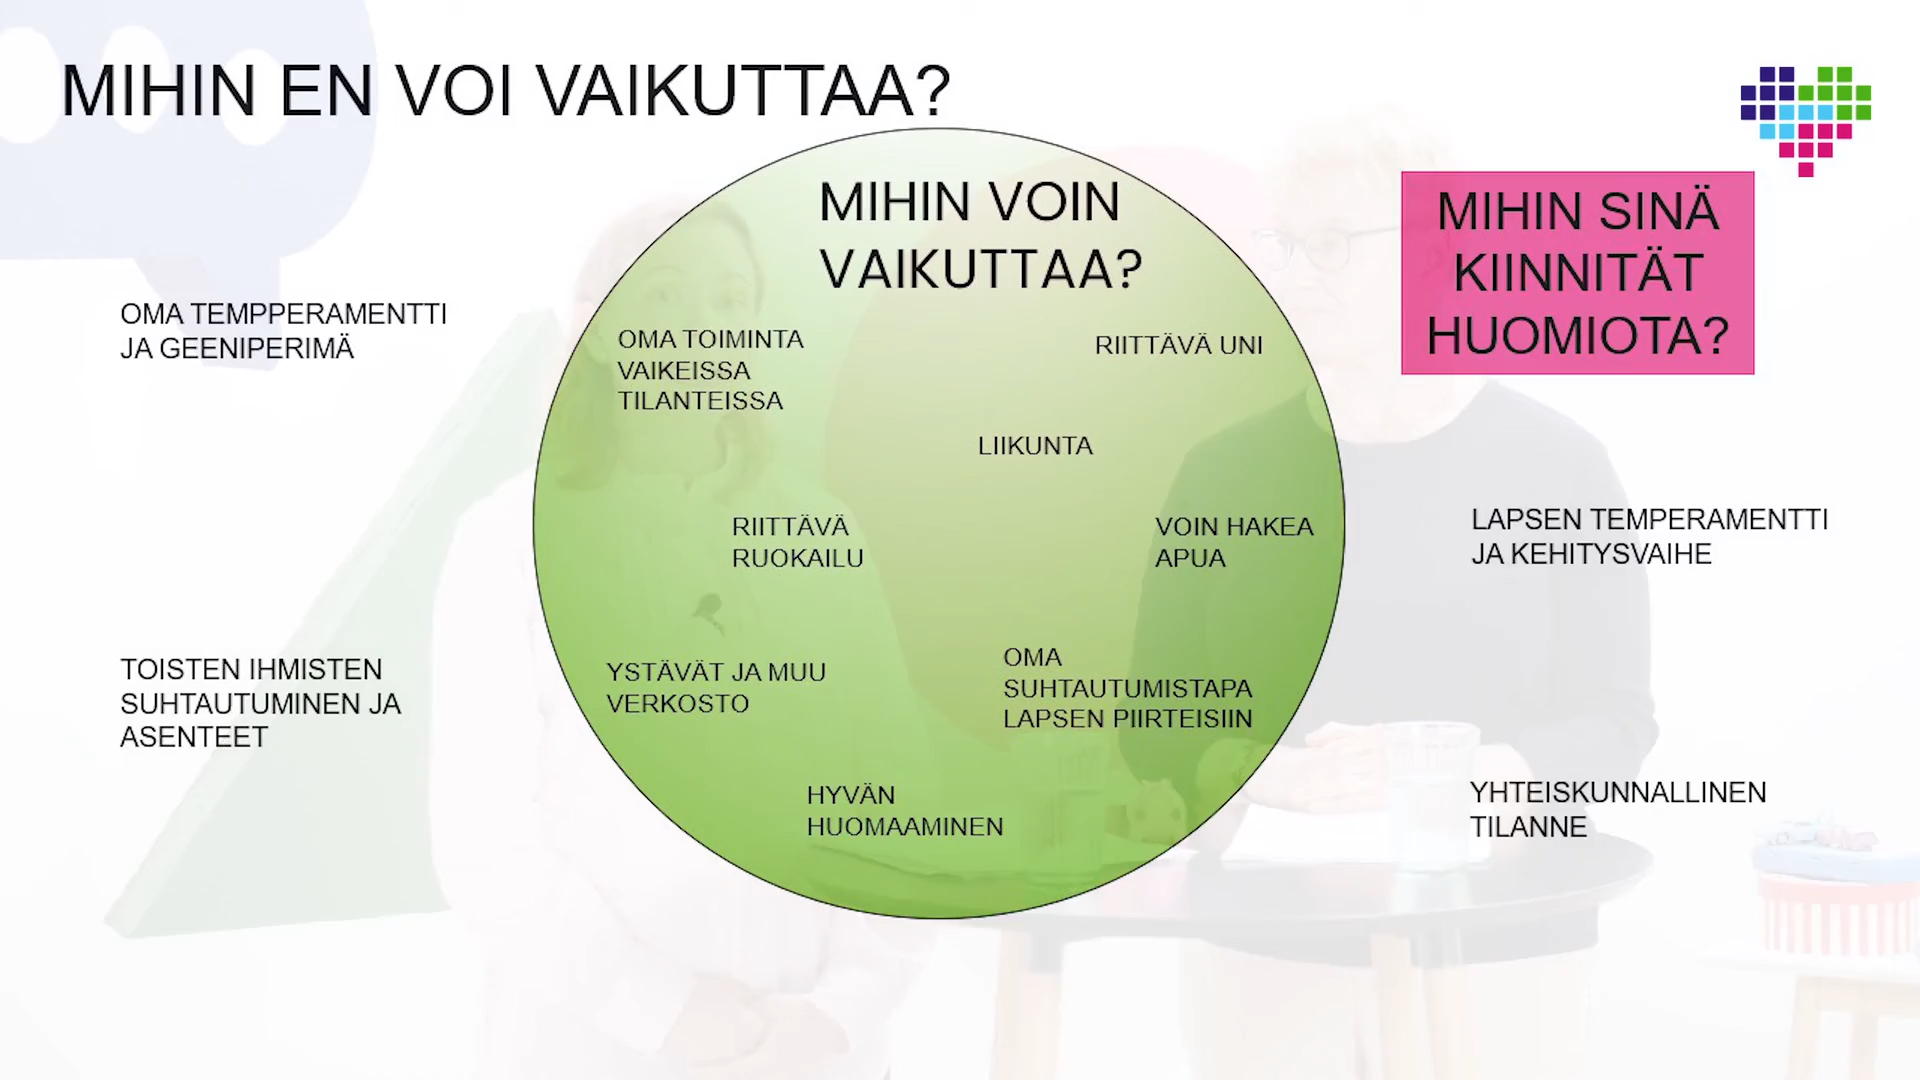 MIHIN EN VOI VAIKUTTAA?
MIHIN VOIN
VAIKUTTAA?
MIHIN SINÄ
KIINNITÄT
HUOMIOTA?
OMA TEMPPERAMENTTI
JA GEENIPERIMÄ
OMA TOIMINTA
VAIKEISSA
TILANTEISSA
RIITTÄVÄ UNI
LIIKUNTA
RIITTÄVÄ
RUOKAILU
VOIN HAKEA
APUA
LAPSEN TEMPERAMENTTI
JA KEHITYSVAIHE
TOISTEN IHMISTEN
SUHTAUTUMINEN JA
ASENTEET
YSTÄVÄT JA MUU
VERKOSTO
OMA
SUHTAUTUMISTAPA
LAPSEN PIIRTEISIIN
HYVÄN
HUOMAAMINEN
YHTEISKUNNALLINEN
TILANNE